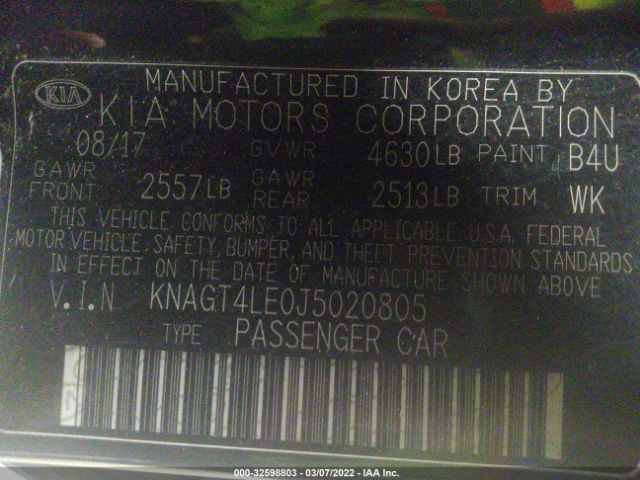 MANUFACTURED IN KOREA BY
KIA KIA MOTORS CORPORATION
08/17 GVWR 4630LB PAINT B4U
GAWR FRONT 2557LB GAWR REAR 2513LB TRIM WK
THIS VEHICLE CONFORMS TO ALL APPLICABLE U.S.A. FEDERAL
MOTOR VEHICLE, SAFETY, BUMPER, AND THEFT PREVENTION STANDARDS
IN EFFECT ON THE DATE OF MANUFACTURE SHOWN ABOVE
V.I.N KNAGT4LE0J5020805
TYPE PASSENGER CAR
000-32598803 - 03/07/2022 - IAA Inc.